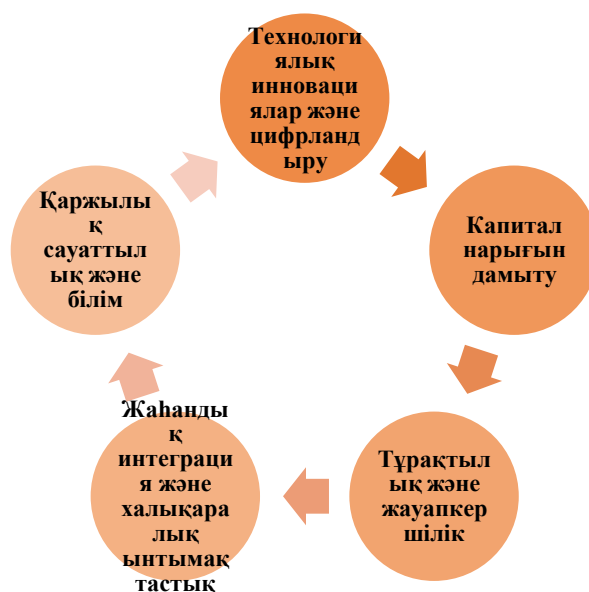 Технологи
ялық
инноваци
ялар және
цифрланд
ыру
Капитал
нарығын
дамыту
Тұрақтыл
ық және
жауапкер
шілік
Жаһандық
қ
интеграци
я және
халықара
лық
ынтымақ
тастық
Қаржылы
қ
сауаттыл
ық және
білім